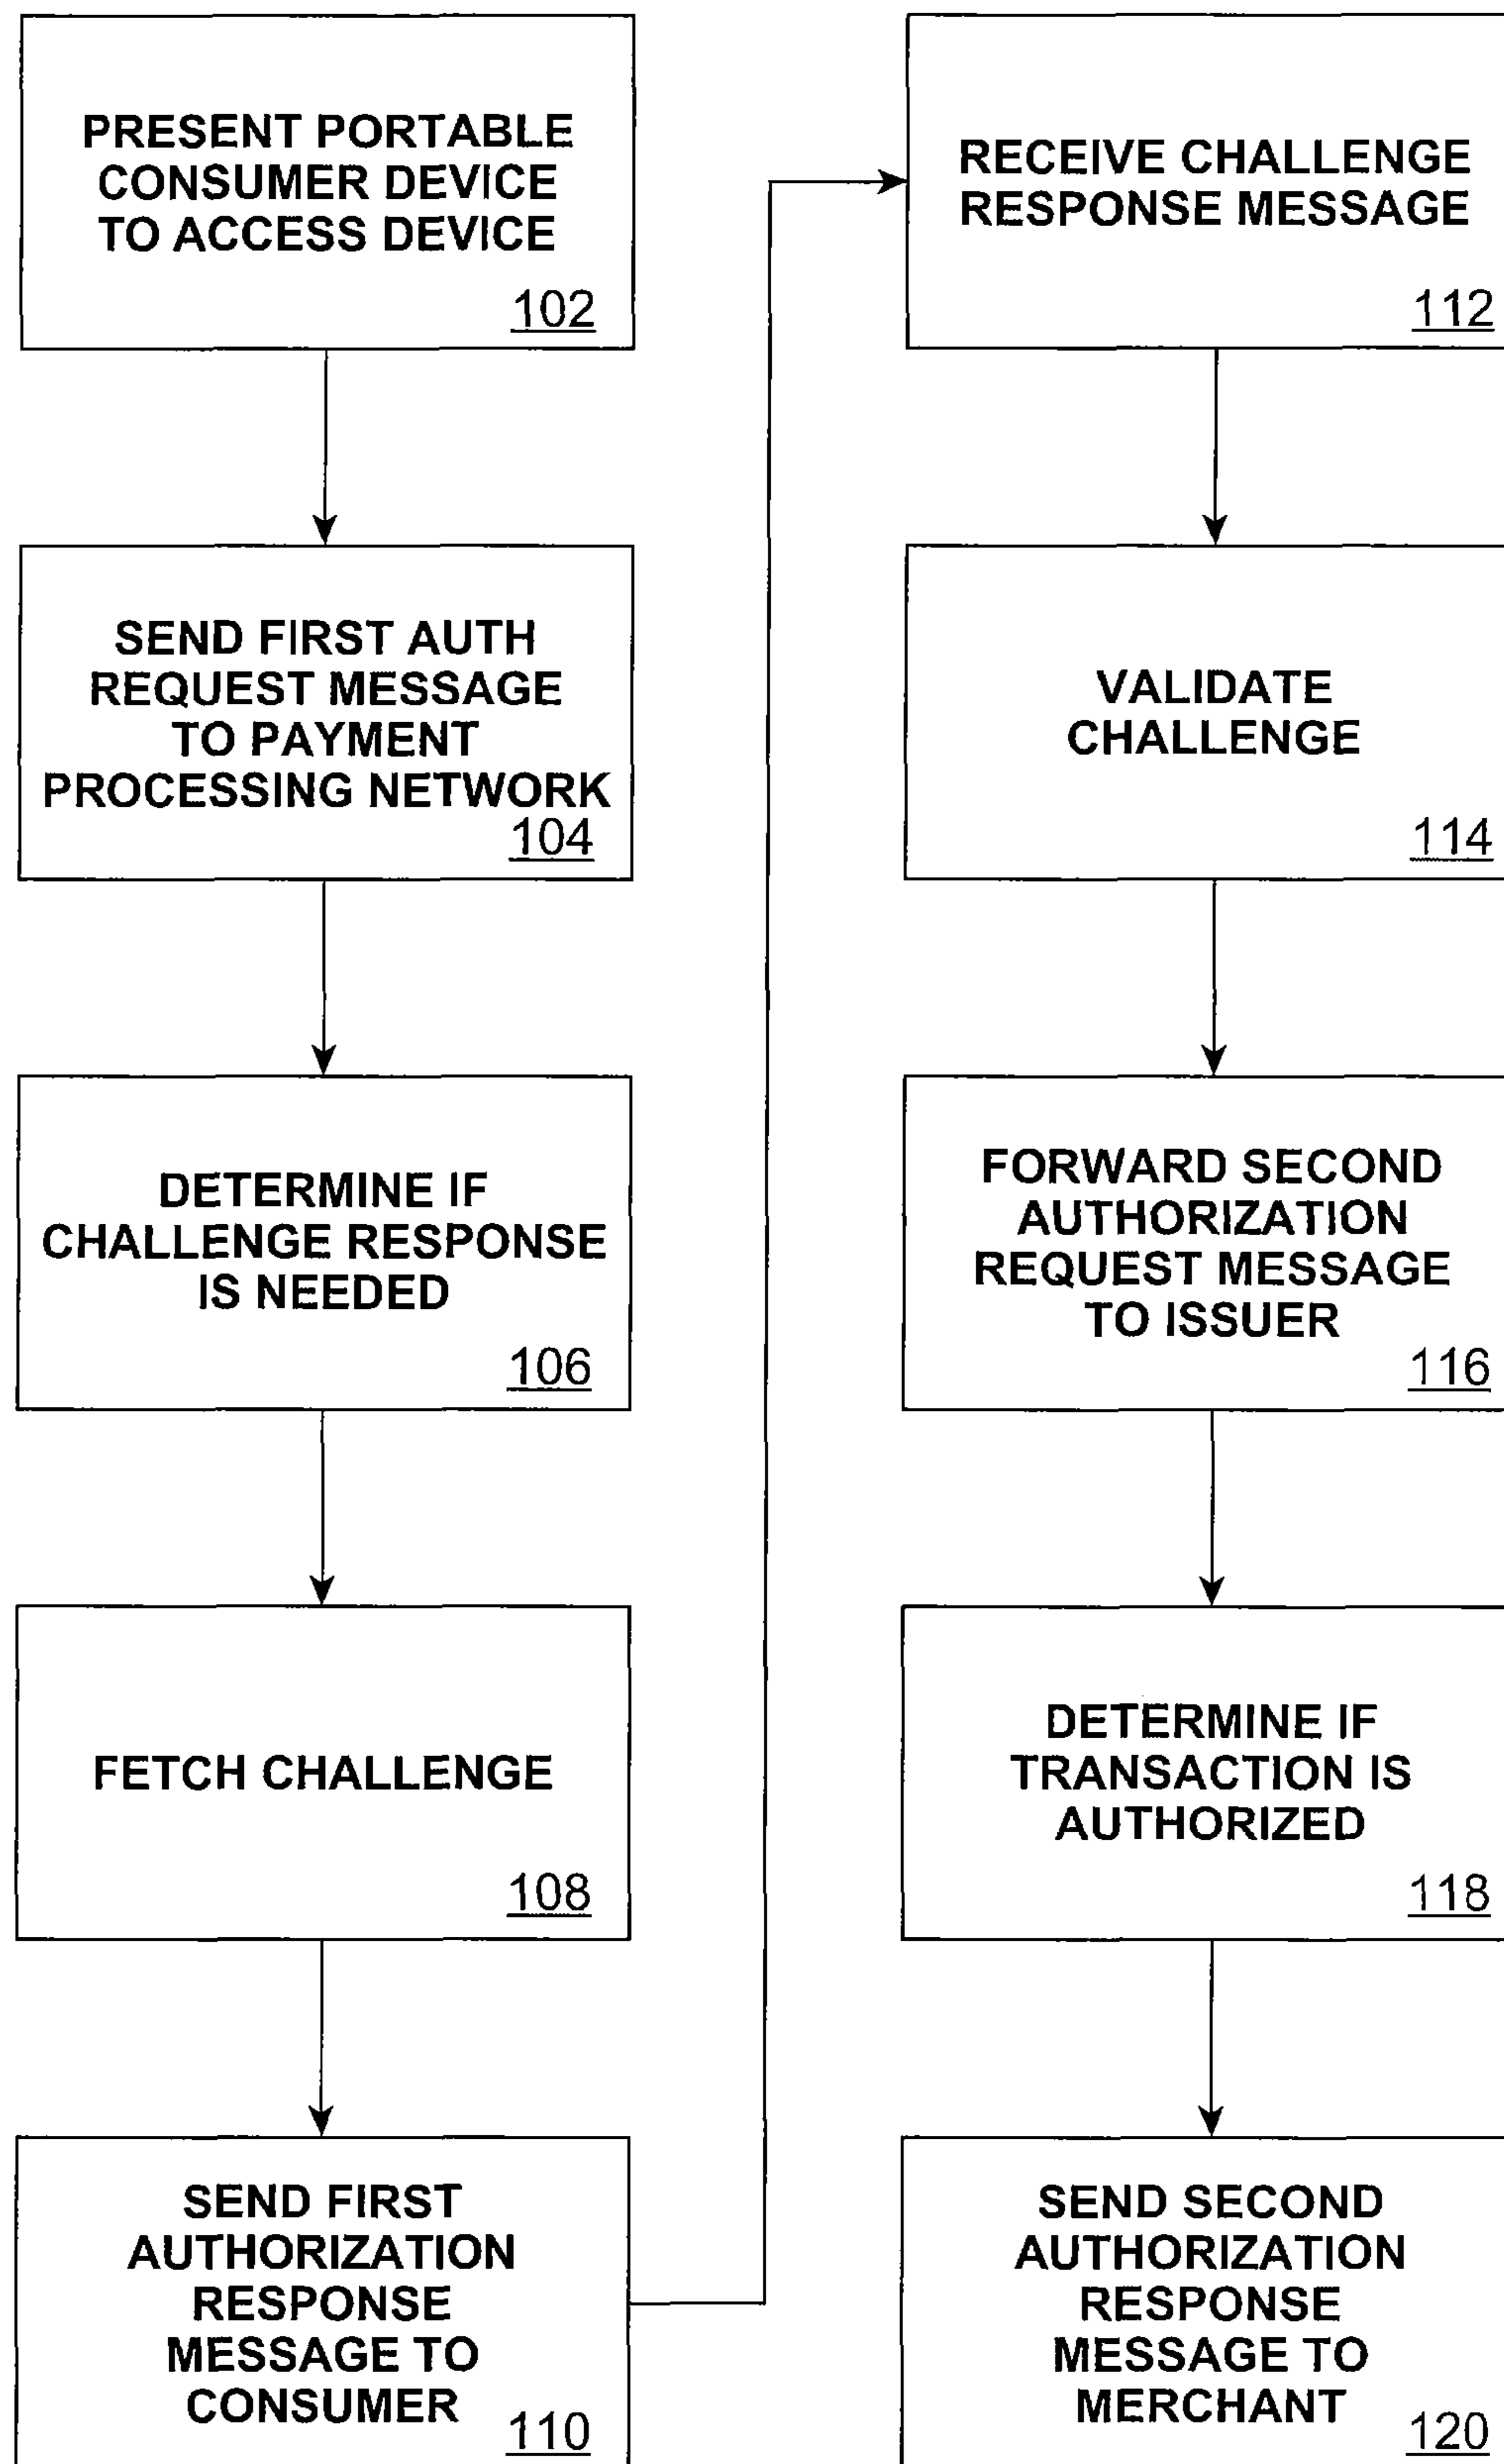 PRESENT PORTABLE
CONSUMER DEVICE
TO ACCESS DEVICE
102
SEND FIRST AUTH
REQUEST MESSAGE
TO PAYMENT
PROCESSING NETWORK
104
DETERMINE IF
CHALLENGE RESPONSE
IS NEEDED
106
FETCH CHALLENGE
108
SEND FIRST
AUTHORIZATION
RESPONSE
MESSAGE TO
CONSUMER
110
RECEIVE CHALLENGE
RESPONSE MESSAGE
112
VALIDATE
CHALLENGE
114
FORWARD SECOND
AUTHORIZATION
REQUEST MESSAGE
TO ISSUER
116
DETERMINE IF
TRANSACTION IS
AUTHORIZED
118
SEND SECOND
AUTHORIZATION
RESPONSE
MESSAGE TO
MERCHANT
120